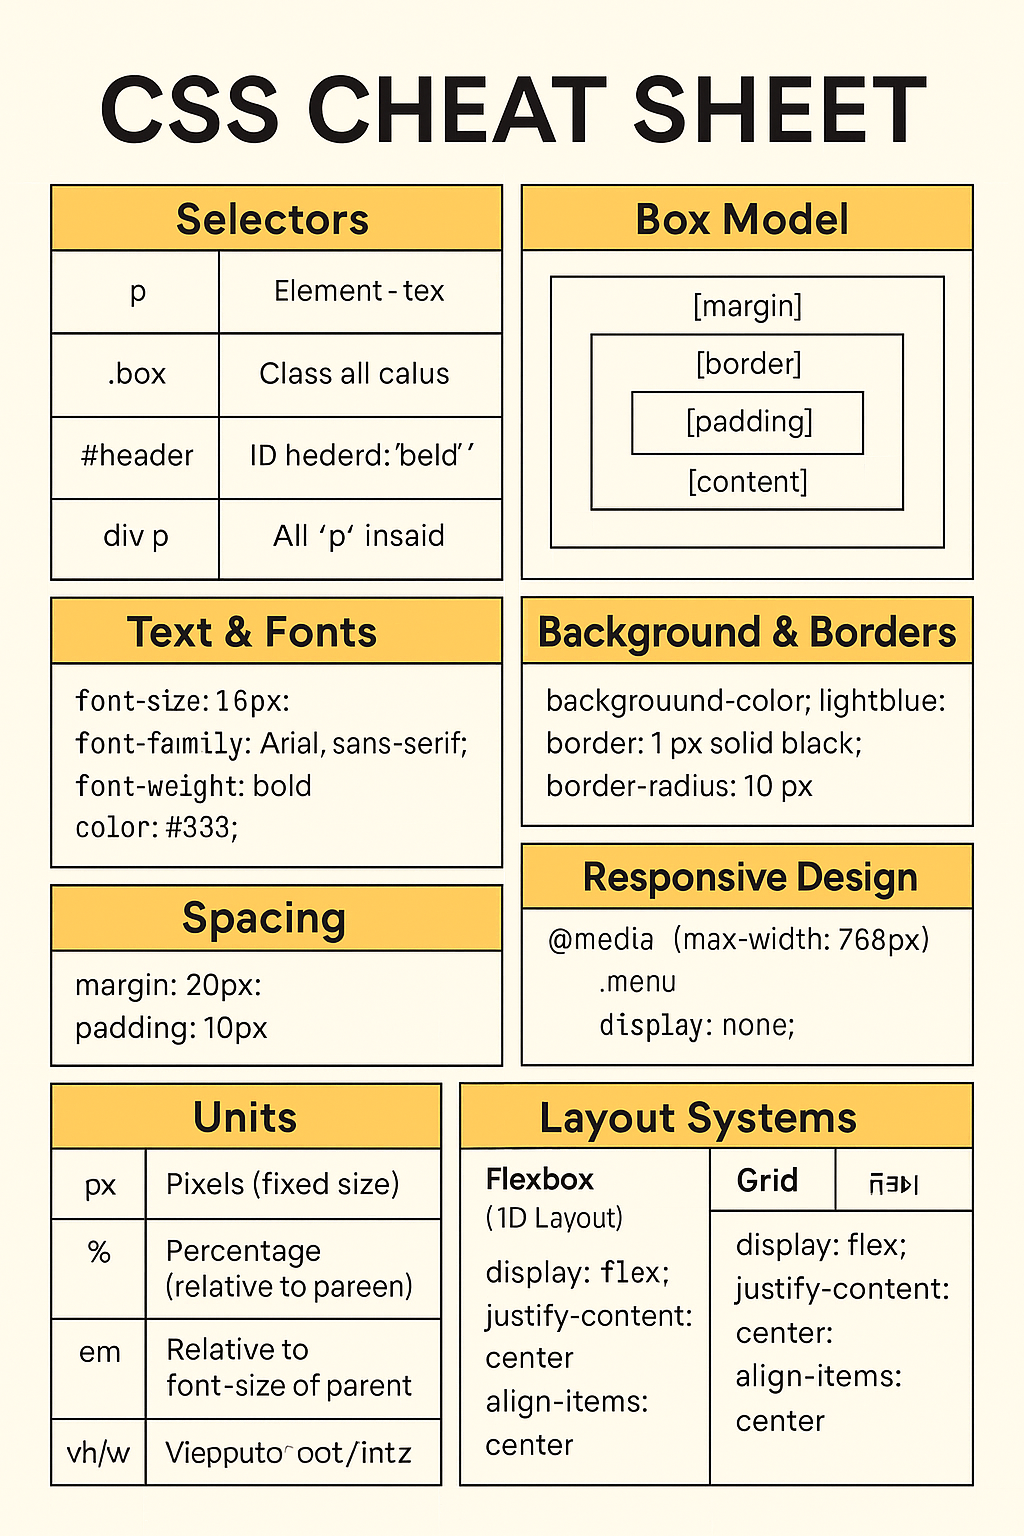 CSS CHEAT SHEET
Selectors
p
Element-tex
.box
Class all calus
#header
ID hederd: 'beld' '
div p
All 'p' insaid
Box Model
[margin]
[border]
[padding]
[content]
Text & Fonts
font-size: 16px:
font-family: Arial, sans-serif;
font-weight: bold
color: #333;
Background & Borders
backgrouund-color; lightblue:
border: 1 px solid black;
border-radius: 10 px
Spacing
margin: 20px:
padding: 10px
Responsive Design
@media (max-width: 768px)
.menu
display: none;
Units
px
Pixels (fixed size)
%
Percentage
(relative to pareen)
em
Relative to
font-size of parent
vh/w
Layout Systems
Flexbox
(1D Layout)
display: flex;
justify-content:
center
align-items:
center
Grid
display: flex;
justify-content:
center:
align-items:
center